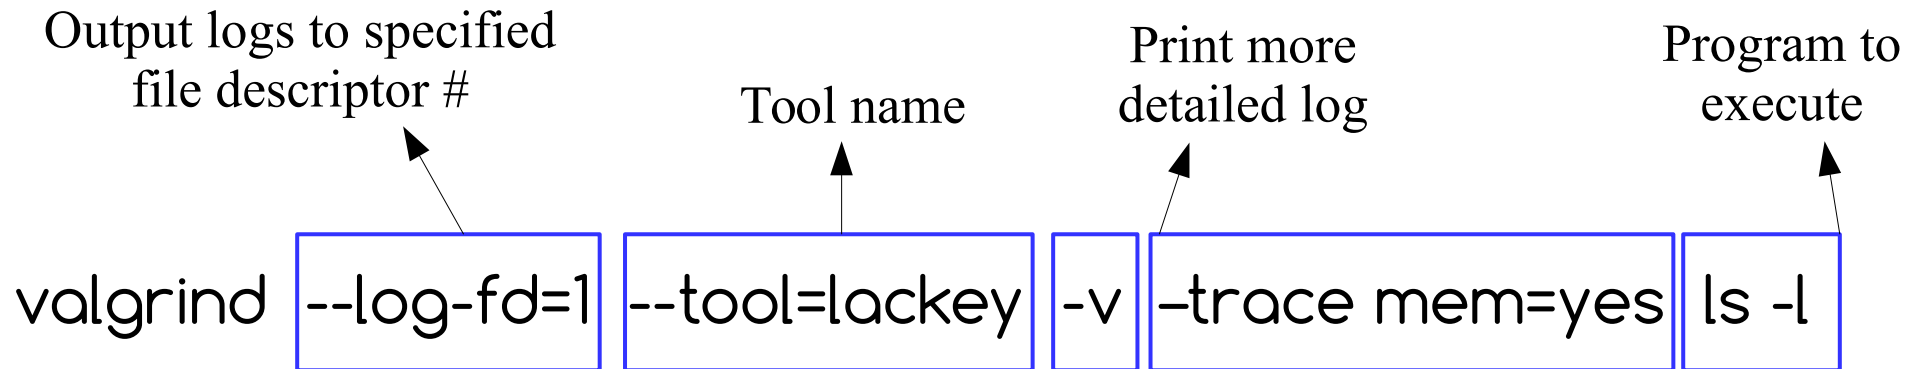 Output logs to specified
file descriptor #
Tool name
Print more
detailed log
Program to
execute
valgrind --log-fd=1 --tool=lackey -v –trace mem=yes ls -l